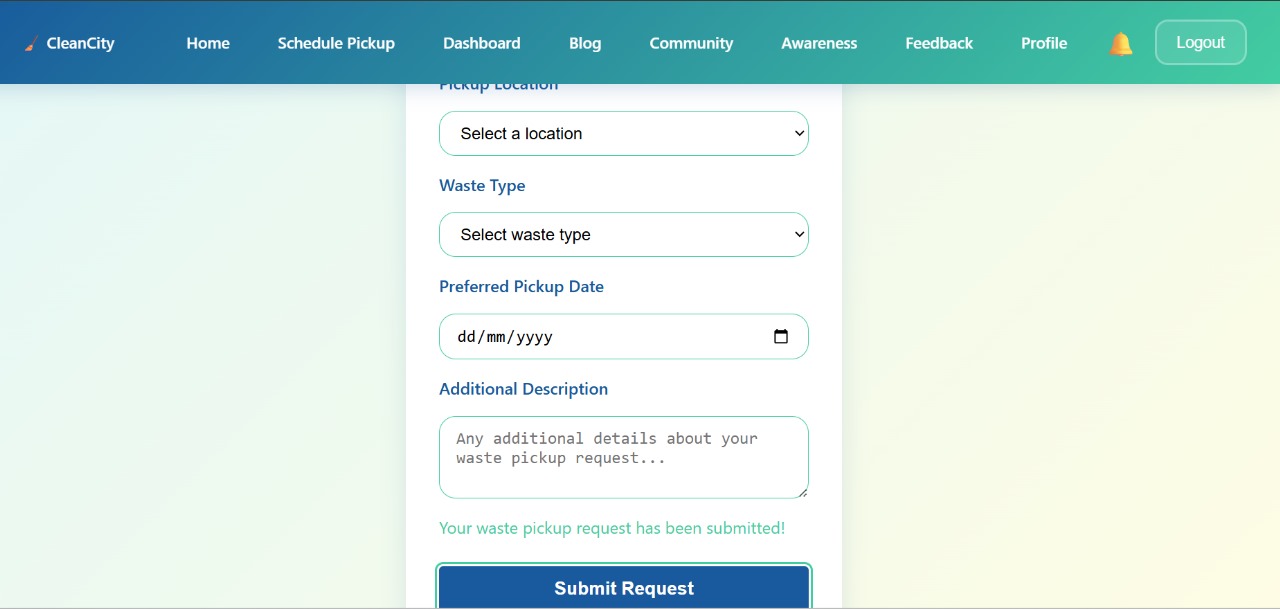 CleanCity Home Schedule Pickup Dashboard Blog Community Awareness Feedback Profile Logout
Pickup Location
Select a location
Waste Type
Select waste type
Preferred Pickup Date
dd/mm/yyyy
Additional Description
Any additional details about your
waste pickup request...
Your waste pickup request has been submitted!
Submit Request